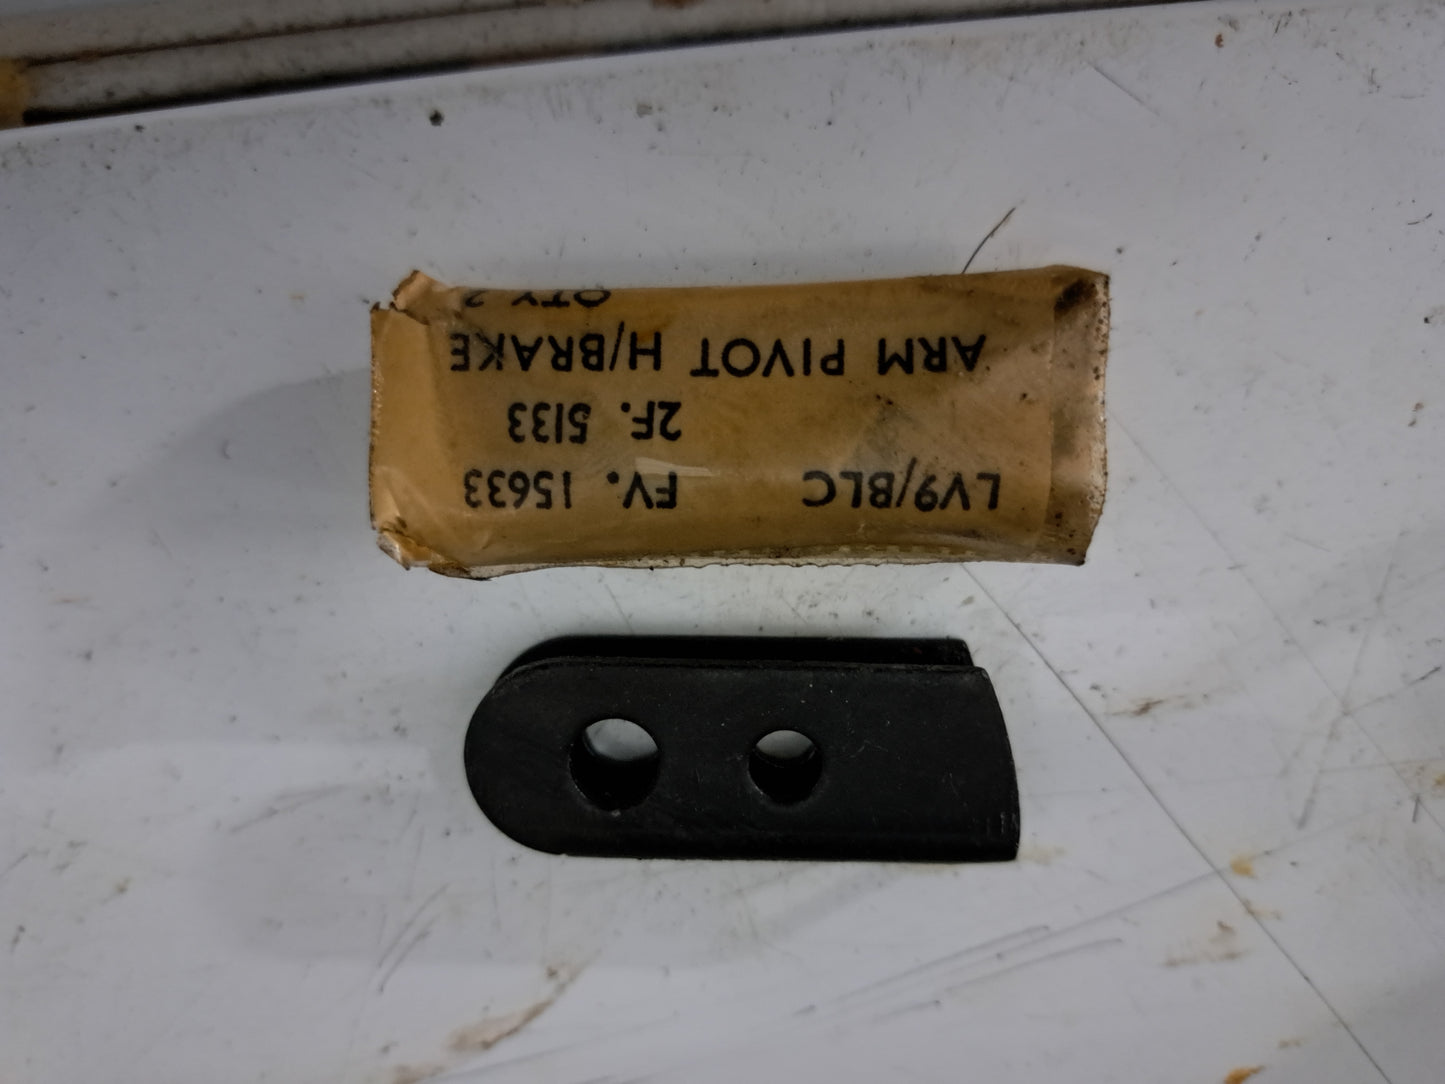 LV9/BLC FV. 15633
2F. 5133
ARM PIVOT H/BRAKE
QTY 2